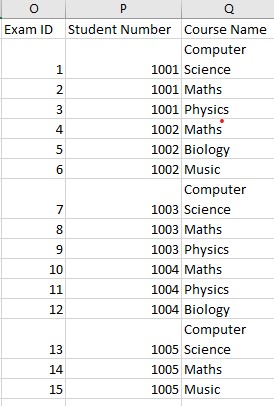 O P Q
Exam ID Student Number Course Name
Computer
1 1001 Science
2 1001 Maths
3 1001 Physics
4 1002 Maths
5 1002 Biology
6 1002 Music
Computer
7 1003 Science
8 1003 Maths
9 1003 Physics
10 1004 Maths
11 1004 Physics
12 1004 Biology
Computer
13 1005 Science
14 1005 Maths
15 1005 Music